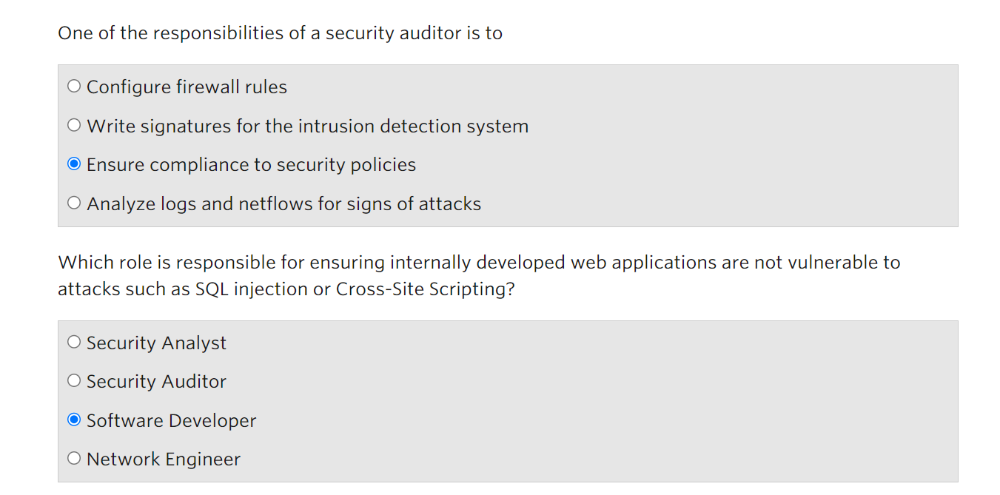 One of the responsibilities of a security auditor is to
Configure firewall rules
Write signatures for the intrusion detection system
Ensure compliance to security policies
Analyze logs and netflows for signs of attacks
Which role is responsible for ensuring internally developed web applications are not vulnerable to
attacks such as SQL injection or Cross-Site Scripting?
Security Analyst
Security Auditor
Software Developer
Network Engineer